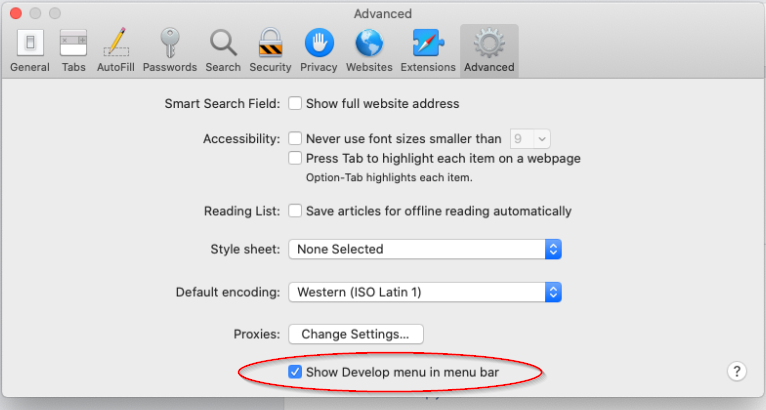 Advanced
General Tabs AutoFill Passwords Search Security Privacy Websites Extensions Advanced
Smart Search Field: Show full website address
Accessibility: Never use font sizes smaller than 9
Press Tab to highlight each item on a webpage
Option-Tab highlights each item.
Reading List: Save articles for offline reading automatically
Style sheet: None Selected
Default encoding: Western (ISO Latin 1)
Proxies: Change Settings...
Show Develop menu in menu bar ?